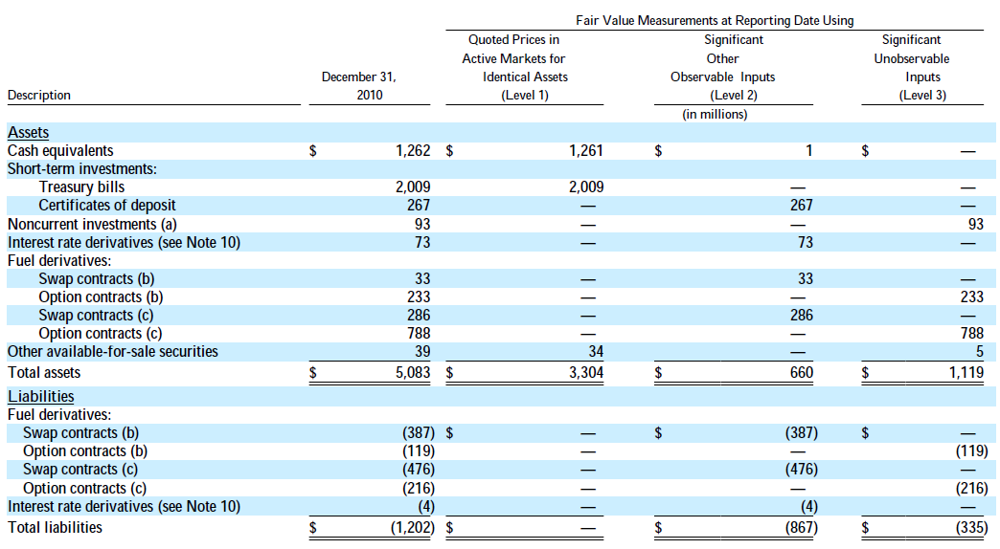 Fair Value Measurements at Reporting Date Using
Quoted Prices in Significant Significant
Active Markets for Other Unobservable
December 31, Identical Assets Observable Inputs Inputs
Description 2010 (Level 1) (Level 2) (Level 3)
(in millions)
Assets
Cash equivalents $ 1,262 $ 1,261 $ 1 $ —
Short-term investments:
Treasury bills 2,009 2,009 — —
Certificates of deposit 267 — 267 —
Noncurrent investments (a) 93 — — 93
Interest rate derivatives (see Note 10) 73 — 73 —
Fuel derivatives:
Swap contracts (b) 33 — 33 —
Option contracts (b) 233 — — 233
Swap contracts (c) 286 — 286 —
Option contracts (c) 788 — — 788
Other available-for-sale securities 39 34 — 5
Total assets $ 5,083 $ 3,304 $ 660 $ 1,119
Liabilities
Fuel derivatives:
Swap contracts (b) (387) $ — $ (387) $ —
Option contracts (b) (119) — — (119)
Swap contracts (c) (476) — (476) —
Option contracts (c) (216) — — (216)
Interest rate derivatives (see Note 10) (4) — (4) —
Total liabilities $ (1,202) $ — $ (867) $ (335)